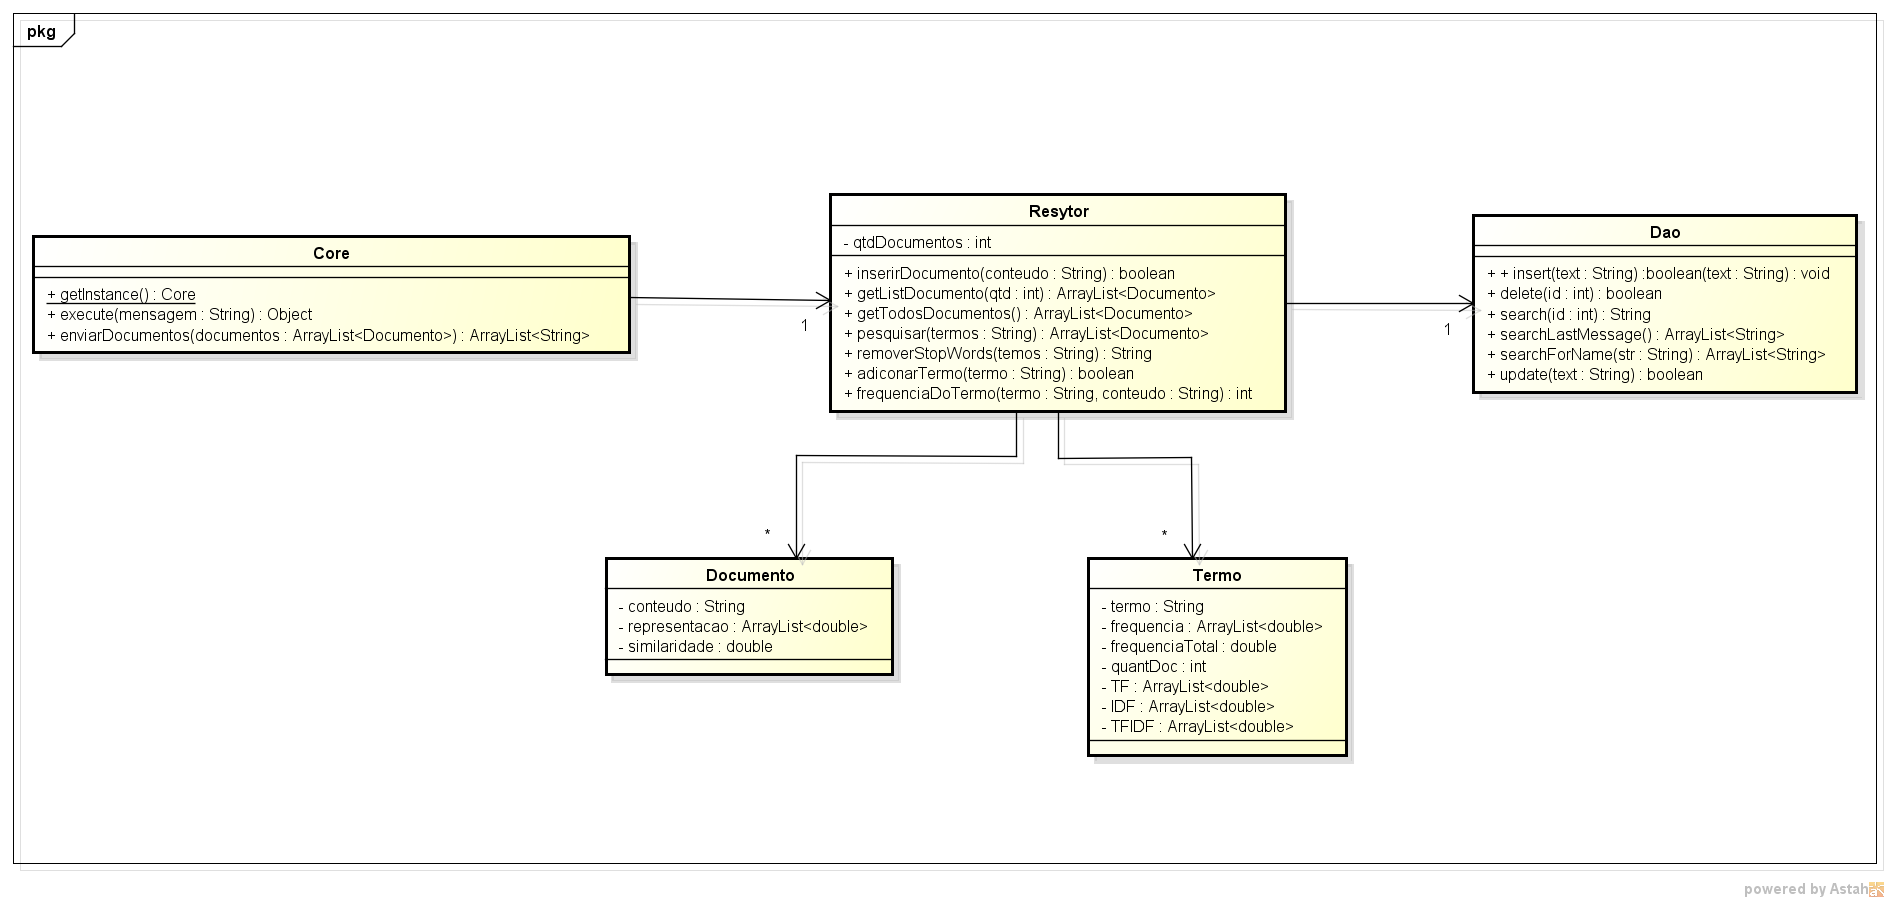 pkg
Core
+ getInstance() : Core
+ execute(mensagem : String) : Object
+ enviarDocumentos(documentos : ArrayList<Documento>) : ArrayList<String>
1
Resytor
- qtdDocumentos : int
+ inserirDocumento(conteudo : String) : boolean
+ getListDocumento(qtd : int) : ArrayList<Documento>
+ getTodosDocumentos() : ArrayList<Documento>
+ pesquisar(termos : String) : ArrayList<Documento>
+ removerStopWords(temos : String) : String
+ adiconarTermo(termo : String) : boolean
+ frequenciaDoTermo(termo : String, conteudo : String) : int
1
Dao
+ + insert(text : String) :boolean(text : String) : void
+ delete(id : int) : boolean
+ search(id : int) : String
+ searchLastMessage() : ArrayList<String>
+ searchForName(str : String) : ArrayList<String>
+ update(text : String) : boolean
*
Documento
- conteudo : String
- representacao : ArrayList<double>
- similaridade : double
*
Termo
- termo : String
- frequencia : ArrayList<double>
- frequenciaTotal : double
- quantDoc : int
- TF : ArrayList<double>
- IDF : ArrayList<double>
- TFIDF : ArrayList<double>
powered by Astah